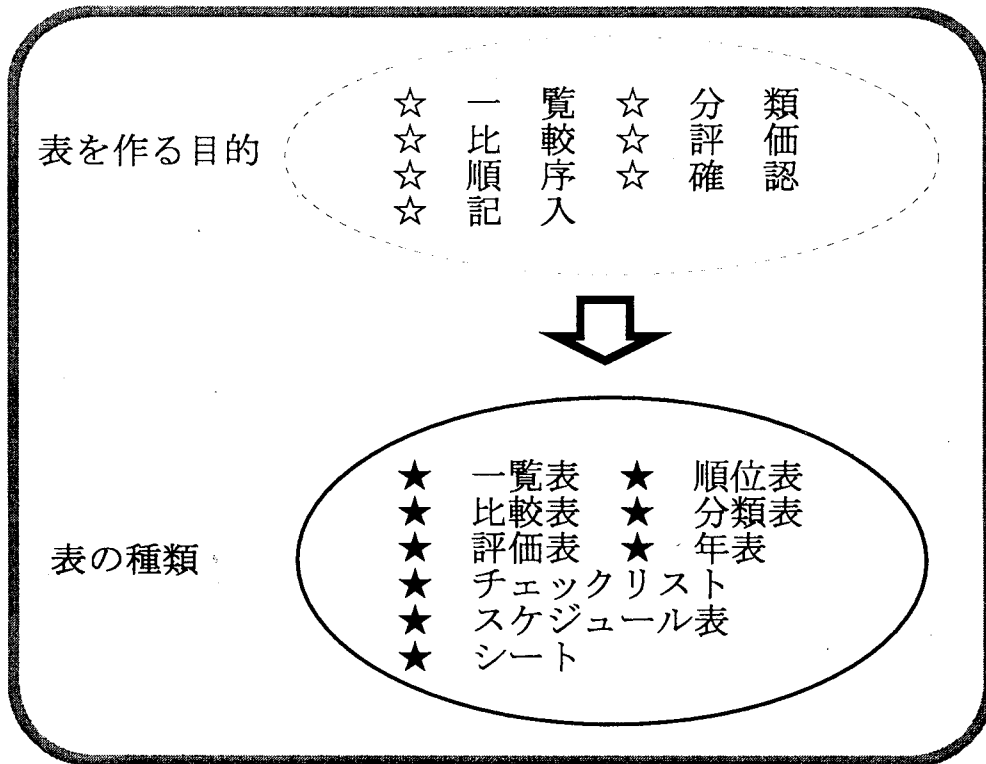 表を作る目的
☆ 一 覧 ☆ 分 類
☆ 比 較 ☆ 評 価
☆ 順 序 ☆ 確 認
☆ 記 入
表の種類
★ 一覧表 ★ 順位表
★ 比較表 ★ 分類表
★ 評価表 ★ 年表
★ チェックリスト
★ スケジュール表
★ シート